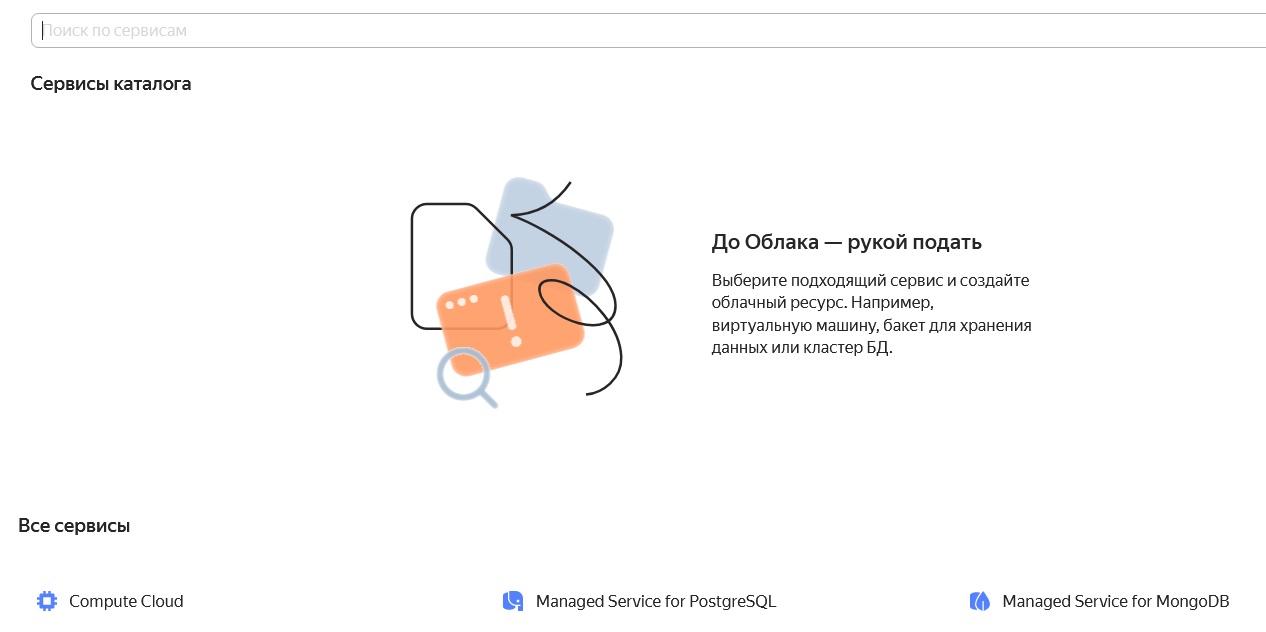 Поиск по сервисам
Сервисы каталога
До Облака — рукой подать
Выберите подходящий сервис и создайте
облачный ресурс. Например,
виртуальную машину, бакет для хранения
данных или кластер БД.
Все сервисы
Compute Cloud
Managed Service for PostgreSQL
Managed Service for MongoDB